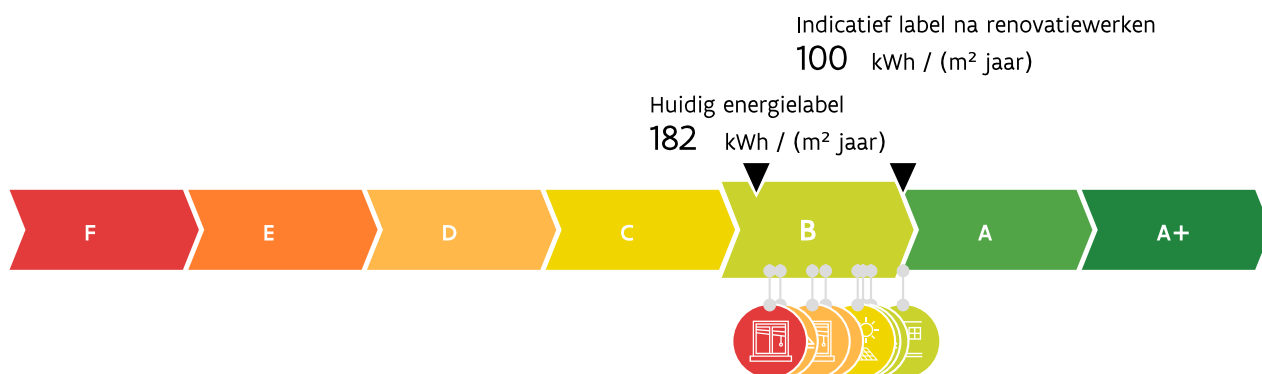 Indicatief label na renovatiewerken
100 kWh / (m² jaar)
Huidig energielabel
182 kWh / (m² jaar)
F E D C B A A+